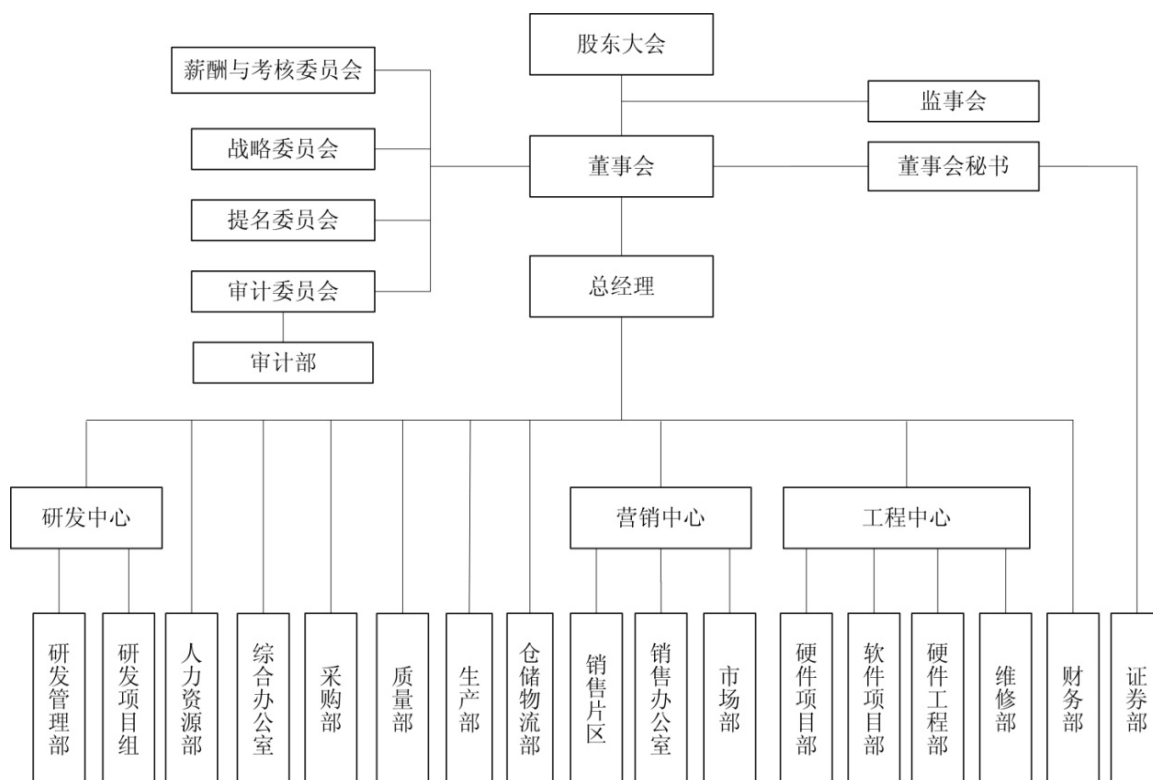 股东大会
薪酬与考核委员会
监事会
战略委员会
董事会
董事会秘书
提名委员会
总经理
审计委员会
审计部
研发中心
营销中心
工程中心
研发管理部
研发项目组
人力资源部
综合办公室
采购部
质量部
生产部
仓储物流部
销售片区
销售办公室
市场部
硬件项目部
软件项目部
硬件工程部
维修部
财务部
证券部